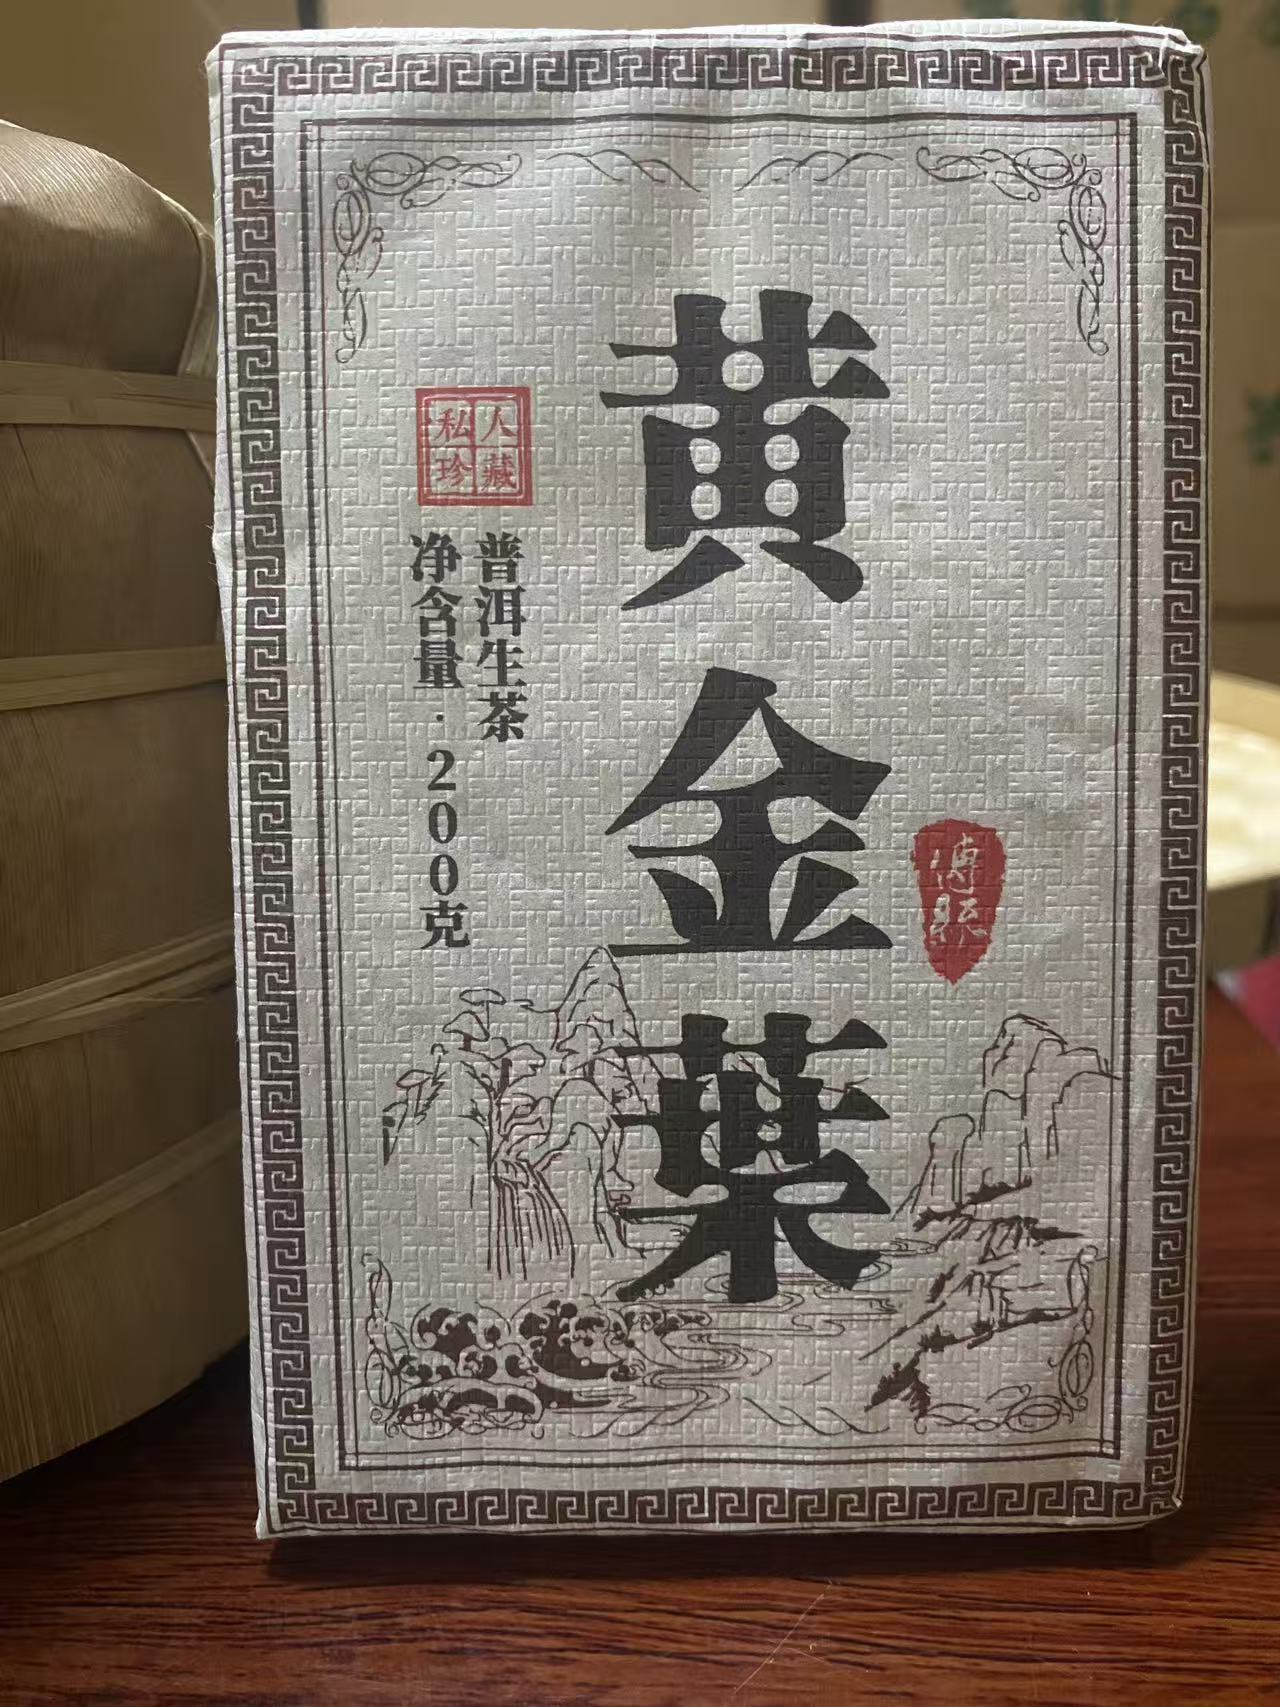 黄金葉
私人
珍藏
普洱生茶
净含量·200克